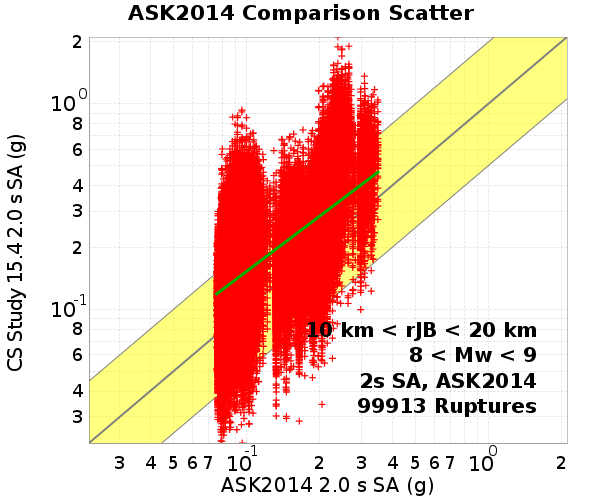 ASK2014 Comparison Scatter
CS Study 15.4 2.0 s SA (g)
2
10^0
8
6
4
3
2
10^-1
8
6
4
3
10 km < rJB < 20 km
8 < Mw < 9
2s SA, ASK2014
99913 Ruptures
3 4 5 6 7 10^-1 2 3 4 5 6 7 10^0 2
ASK2014 2.0 s SA (g)